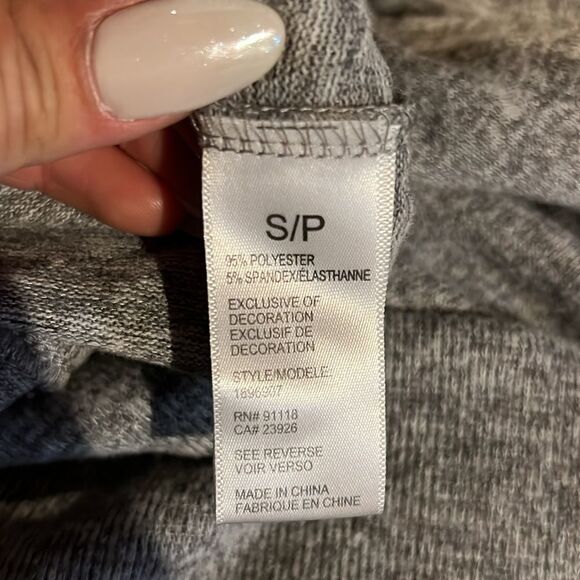 S/P
95% POLYESTER
5% SPANDEX/ÉLASTHANNE
EXCLUSIVE OF
DECORATION
EXCLUSIF DE
DECORATION
STYLE/MODELE:
RN# 91118
CA# 23926
SEE REVERSE
VOIR VERSO
MADE IN CHINA
FABRIQUE EN CHINE